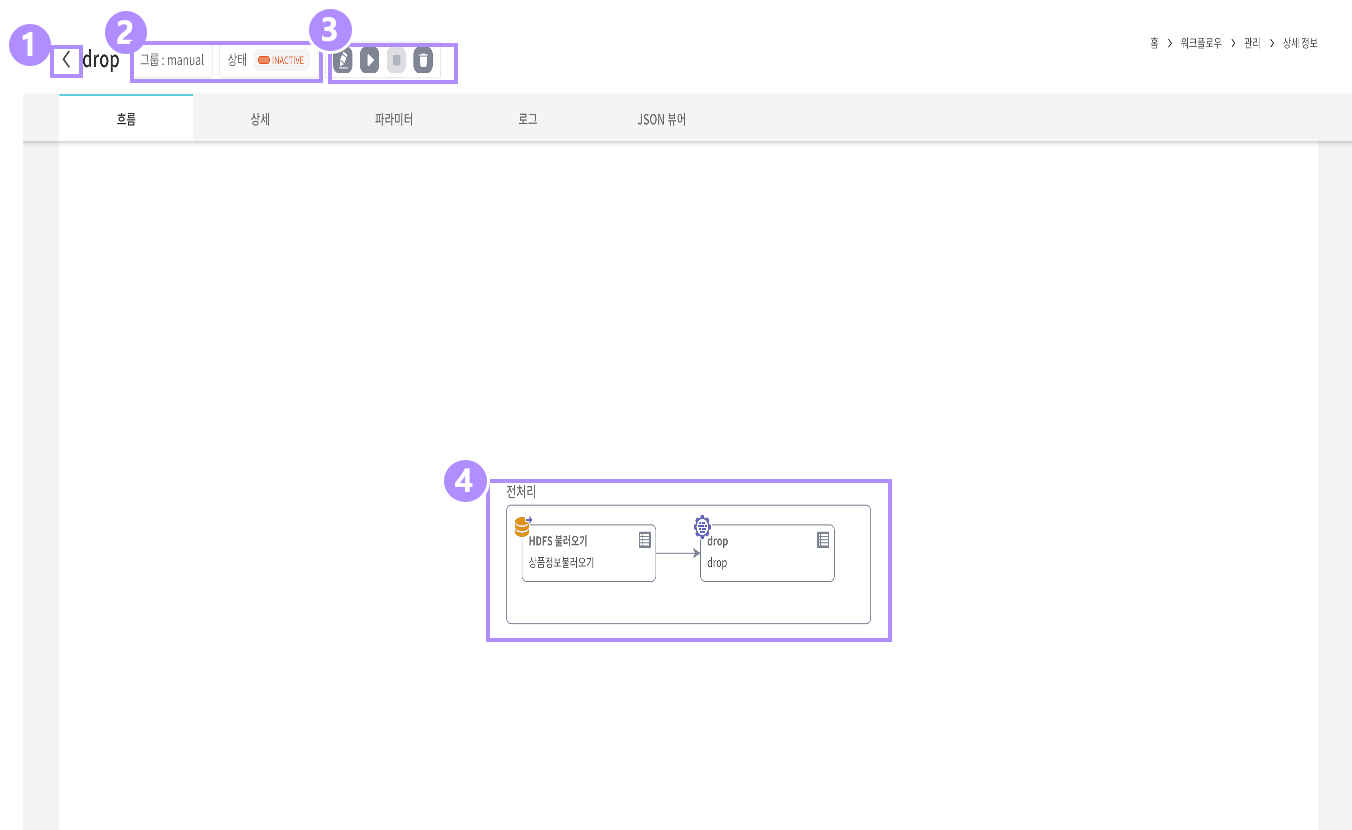 1
2
3
drop
그룹 : manual
상태
INACTIVE
홈 > 워크플로우 > 관리 > 상세 정보
흐름
상세
파라미터
로그
JSON 뷰어
4
전처리
HDFS 불러오기
상품정보불러오기
drop
drop